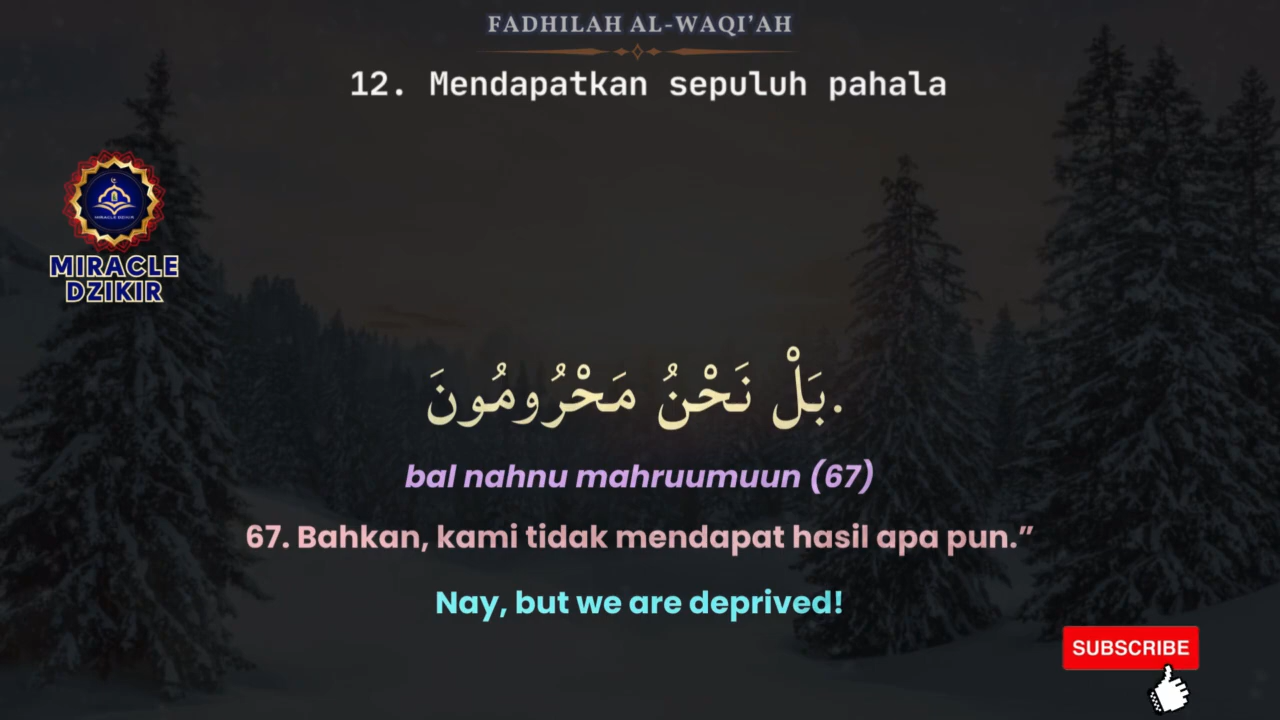 FADHILAH AL-WAQI'AH
12. Mendapatkan sepuluh pahala
MIRACLE
DZIKIR
بَلْ نَحْنُ مَحْرُومُونَ.
bal nahnu mahruumuun (67)
67. Bahkan, kami tidak mendapat hasil apa pun.”
Nay, but we are deprived!
SUBSCRIBE